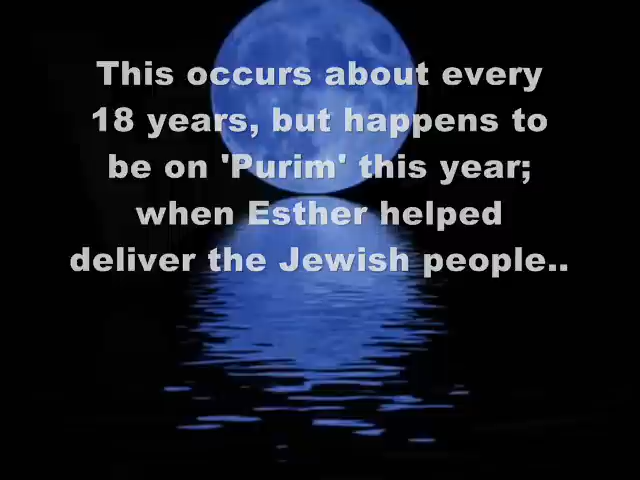 This occurs about every
18 years, but happens to
be on 'Purim' this year;
when Esther helped
deliver the Jewish people..